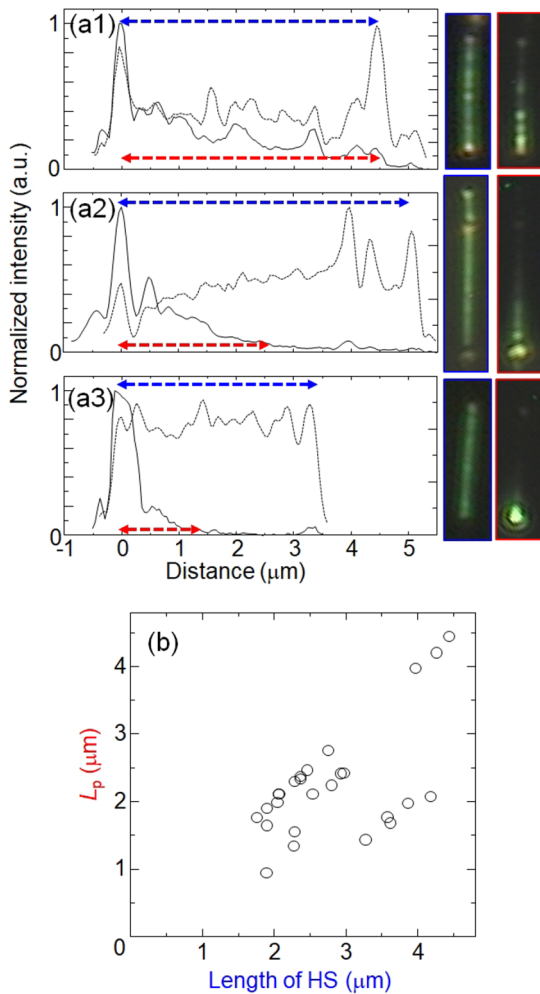 (a1)
1
0
(a2)
1
0
(a3)
1
0
Normalized intensity (a.u.)
-1 0 1 2 3 4 5
Distance (μm)
(b)
4
3
2
1
0
Lp (μm)
1 2 3 4
Length of HS (μm)